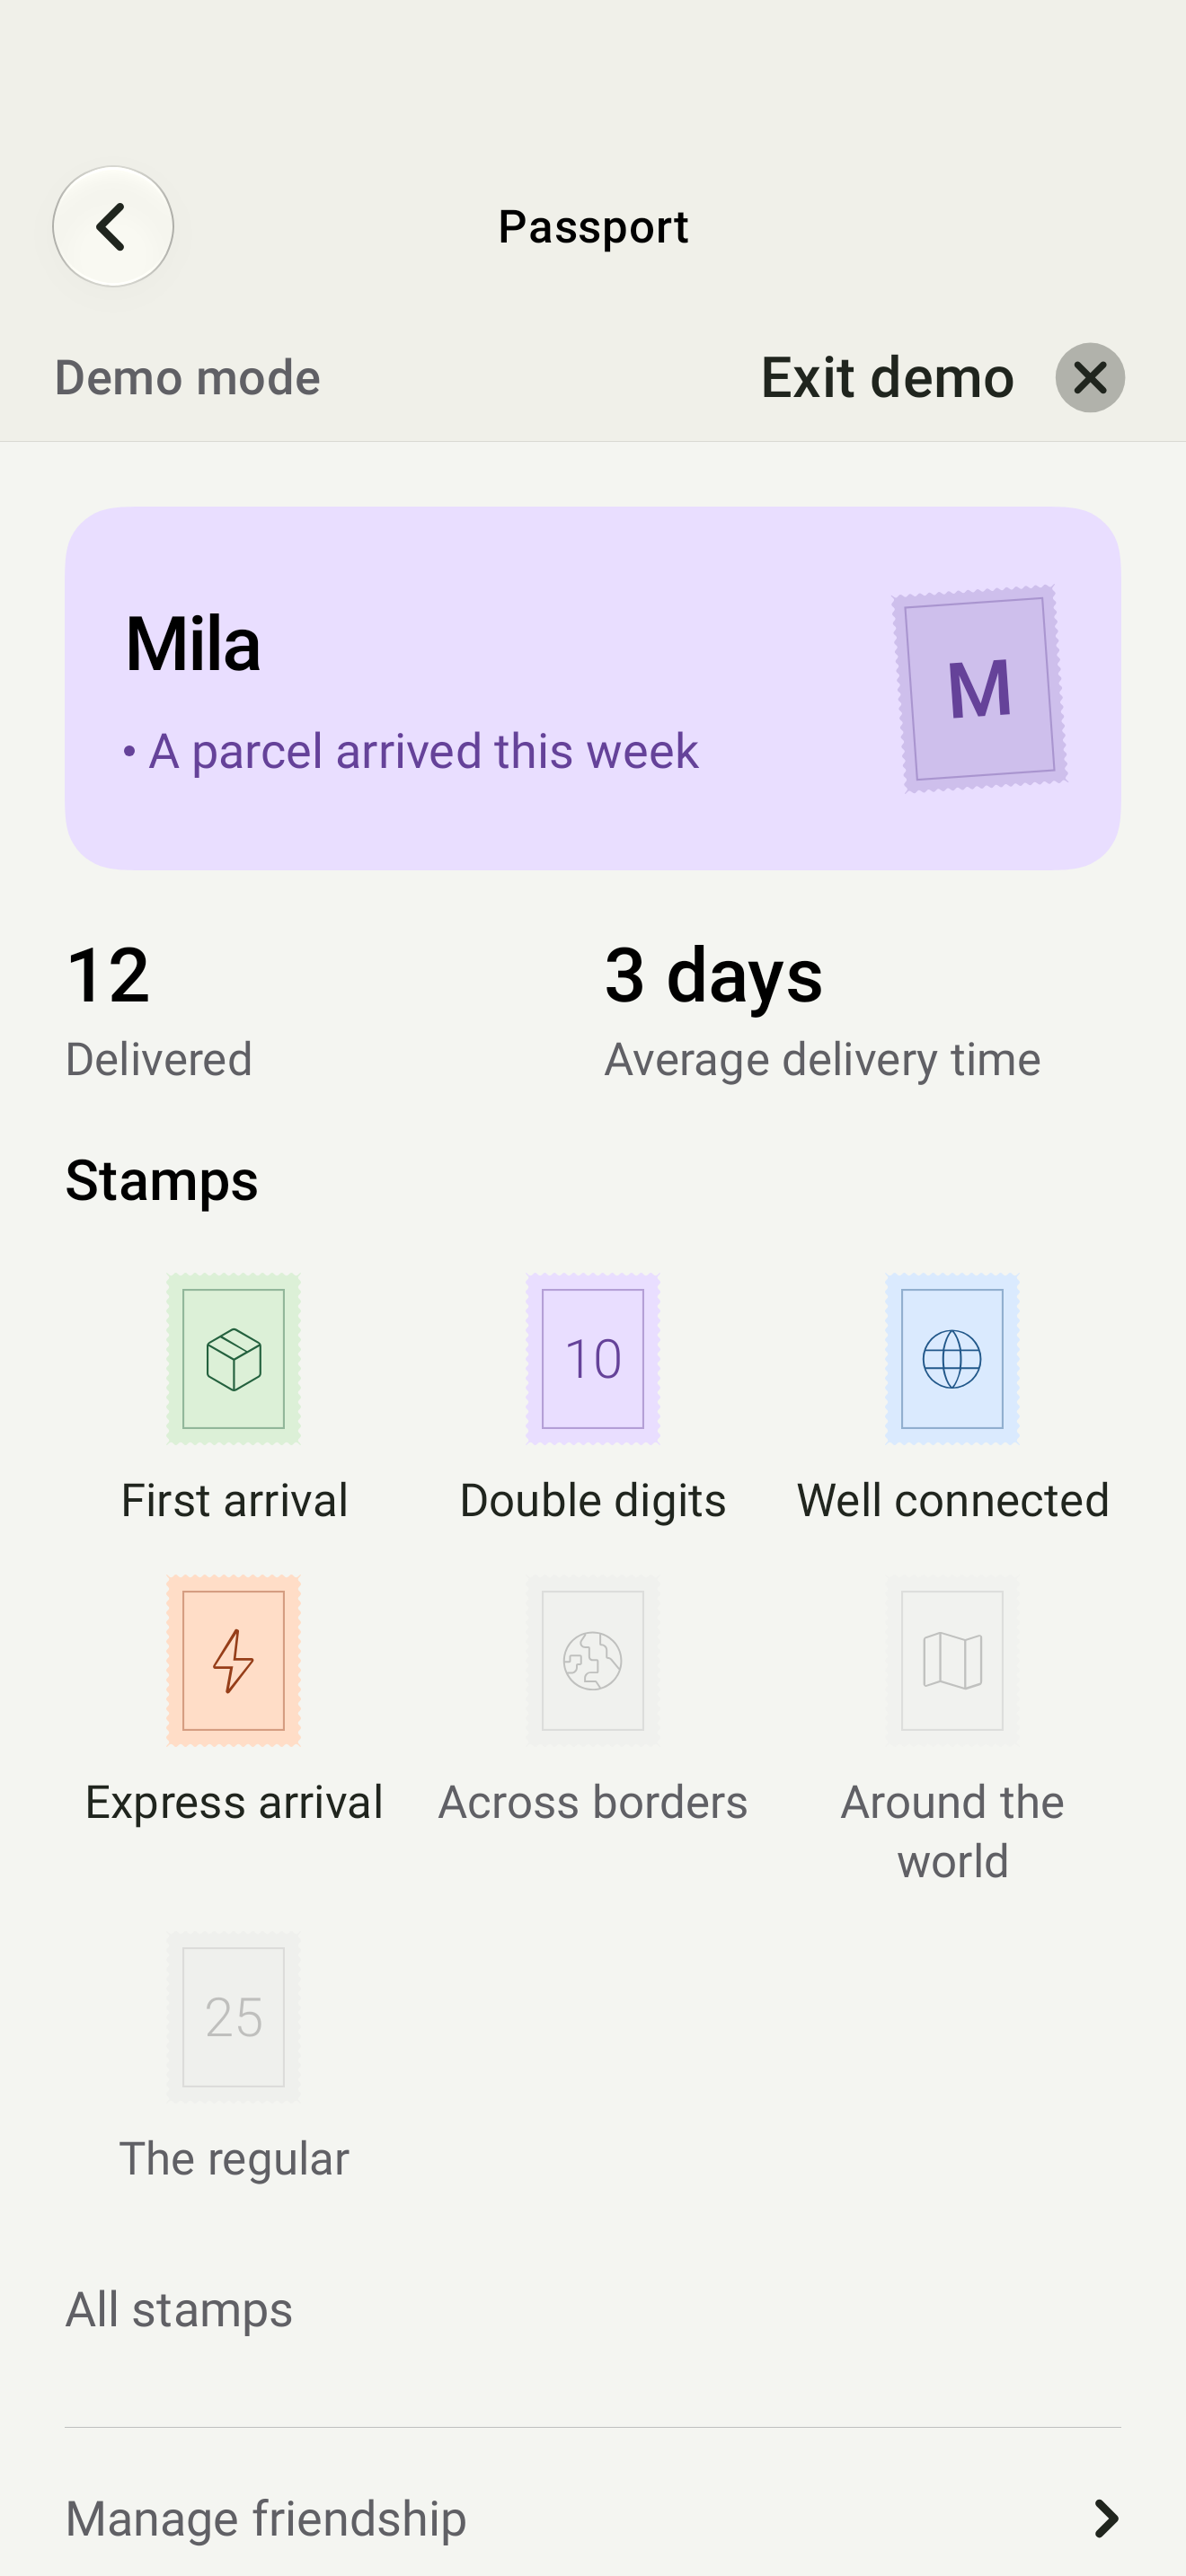 Passport
Demo mode
Exit demo
Mila
M
• A parcel arrived this week
12
3 days
Delivered
Average delivery time
Stamps
10
First arrival
Double digits
Well connected
Express arrival
Across borders
Around the
world
25
The regular
All stamps
Manage friendship